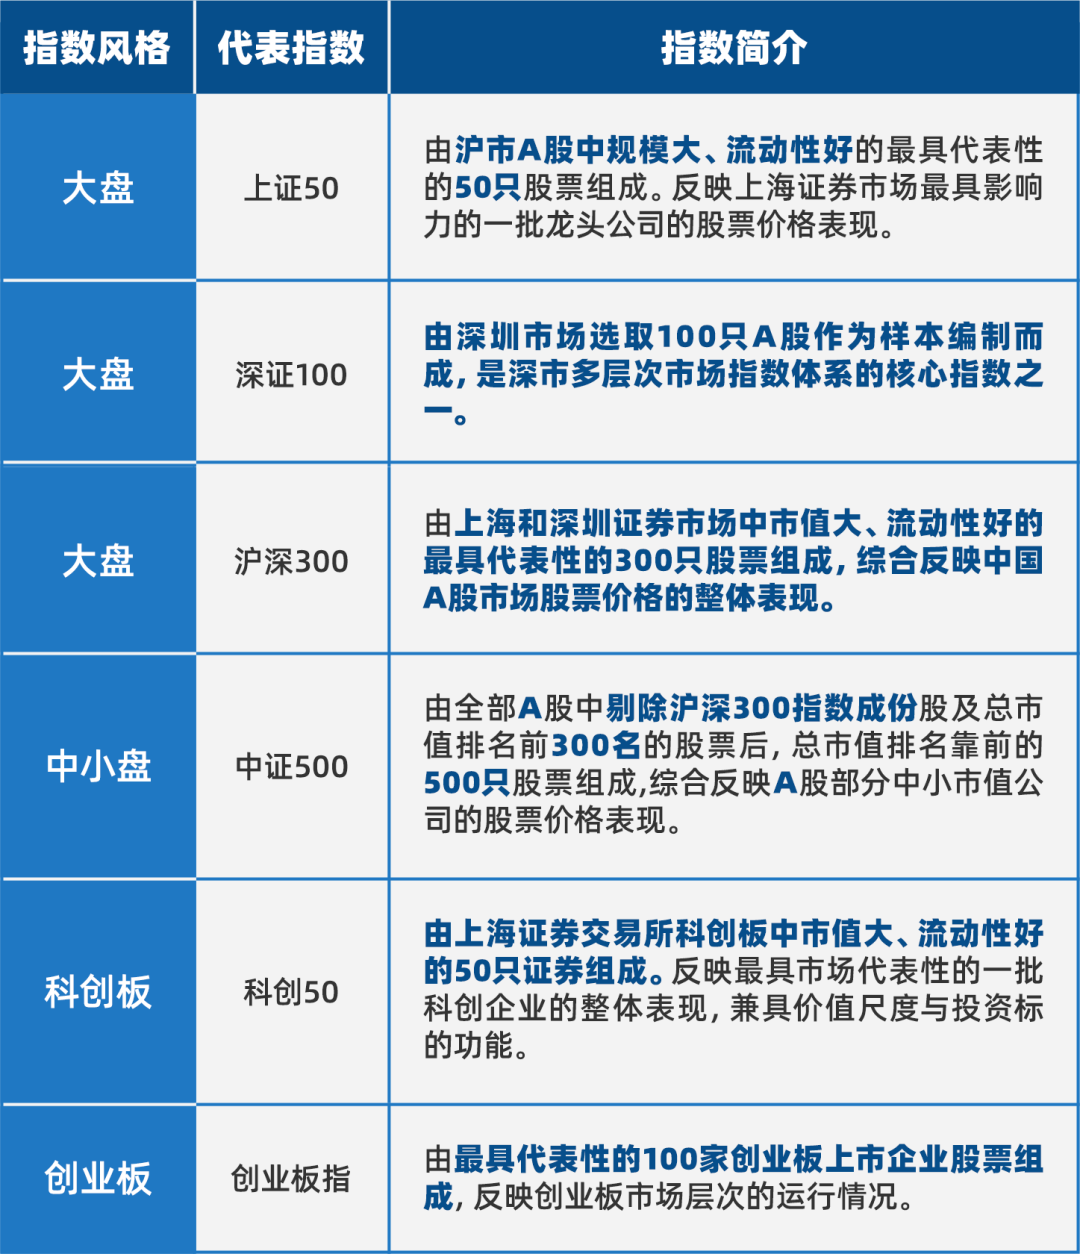 指数风格 代表指数 指数简介
大盘
上证50
由沪市A股中规模大、流动性好的最具代表性
的50只股票组成。反映上海证券市场最具影响
力的一批龙头公司的股票价格表现。
大盘
深证100
由深圳市场选取100只A股作为样本编制而
成, 是深市多层次市场指数体系的核心指数之
一。
大盘
沪深300
由上海和深圳证券市场中市值大、流动性好的
最具代表性的300只股票组成, 综合反映中国
A股市场股票价格的整体表现。
中小盘
中证500
由全部A股中剔除沪深300指数成份股及总市
值排名前300名的股票后, 总市值排名靠前的
500只股票组成,综合反映A股部分中小市值公
司的股票价格表现。
科创板
科创50
由上海证券交易所科创板中市值大、流动性好
的50只证券组成。反映最具市场代表性的一批
科创企业的整体表现, 兼具价值尺度与投资标
的功能。
创业板
创业板指
由最具代表性的100家创业板上市企业股票组
成, 反映创业板市场层次的运行情况。